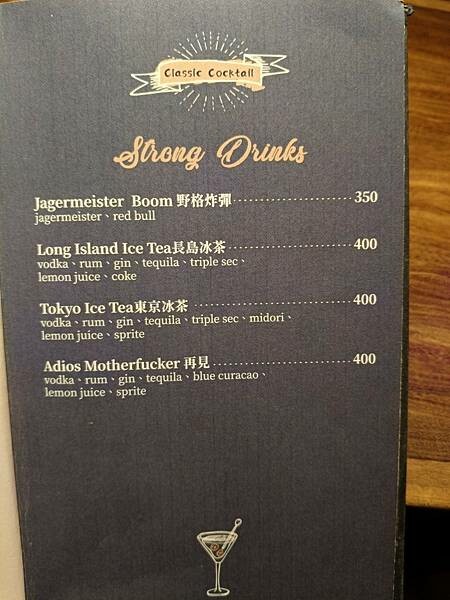 Classic Cocktail
Strong Drinks
Jagermeister Boom 野格炸彈 350
jagermeister、red bull
Long Island Ice Tea長島冰茶 400
vodka、rum、gin、tequila、triple sec、
lemon juice、coke
Tokyo Ice Tea東京冰茶 400
vodka、rum、gin、tequila、triple sec、midori、
lemon juice、sprite
Adios Motherfucker 再見 400
vodka、rum、gin、tequila、blue curacao、
lemon juice、sprite